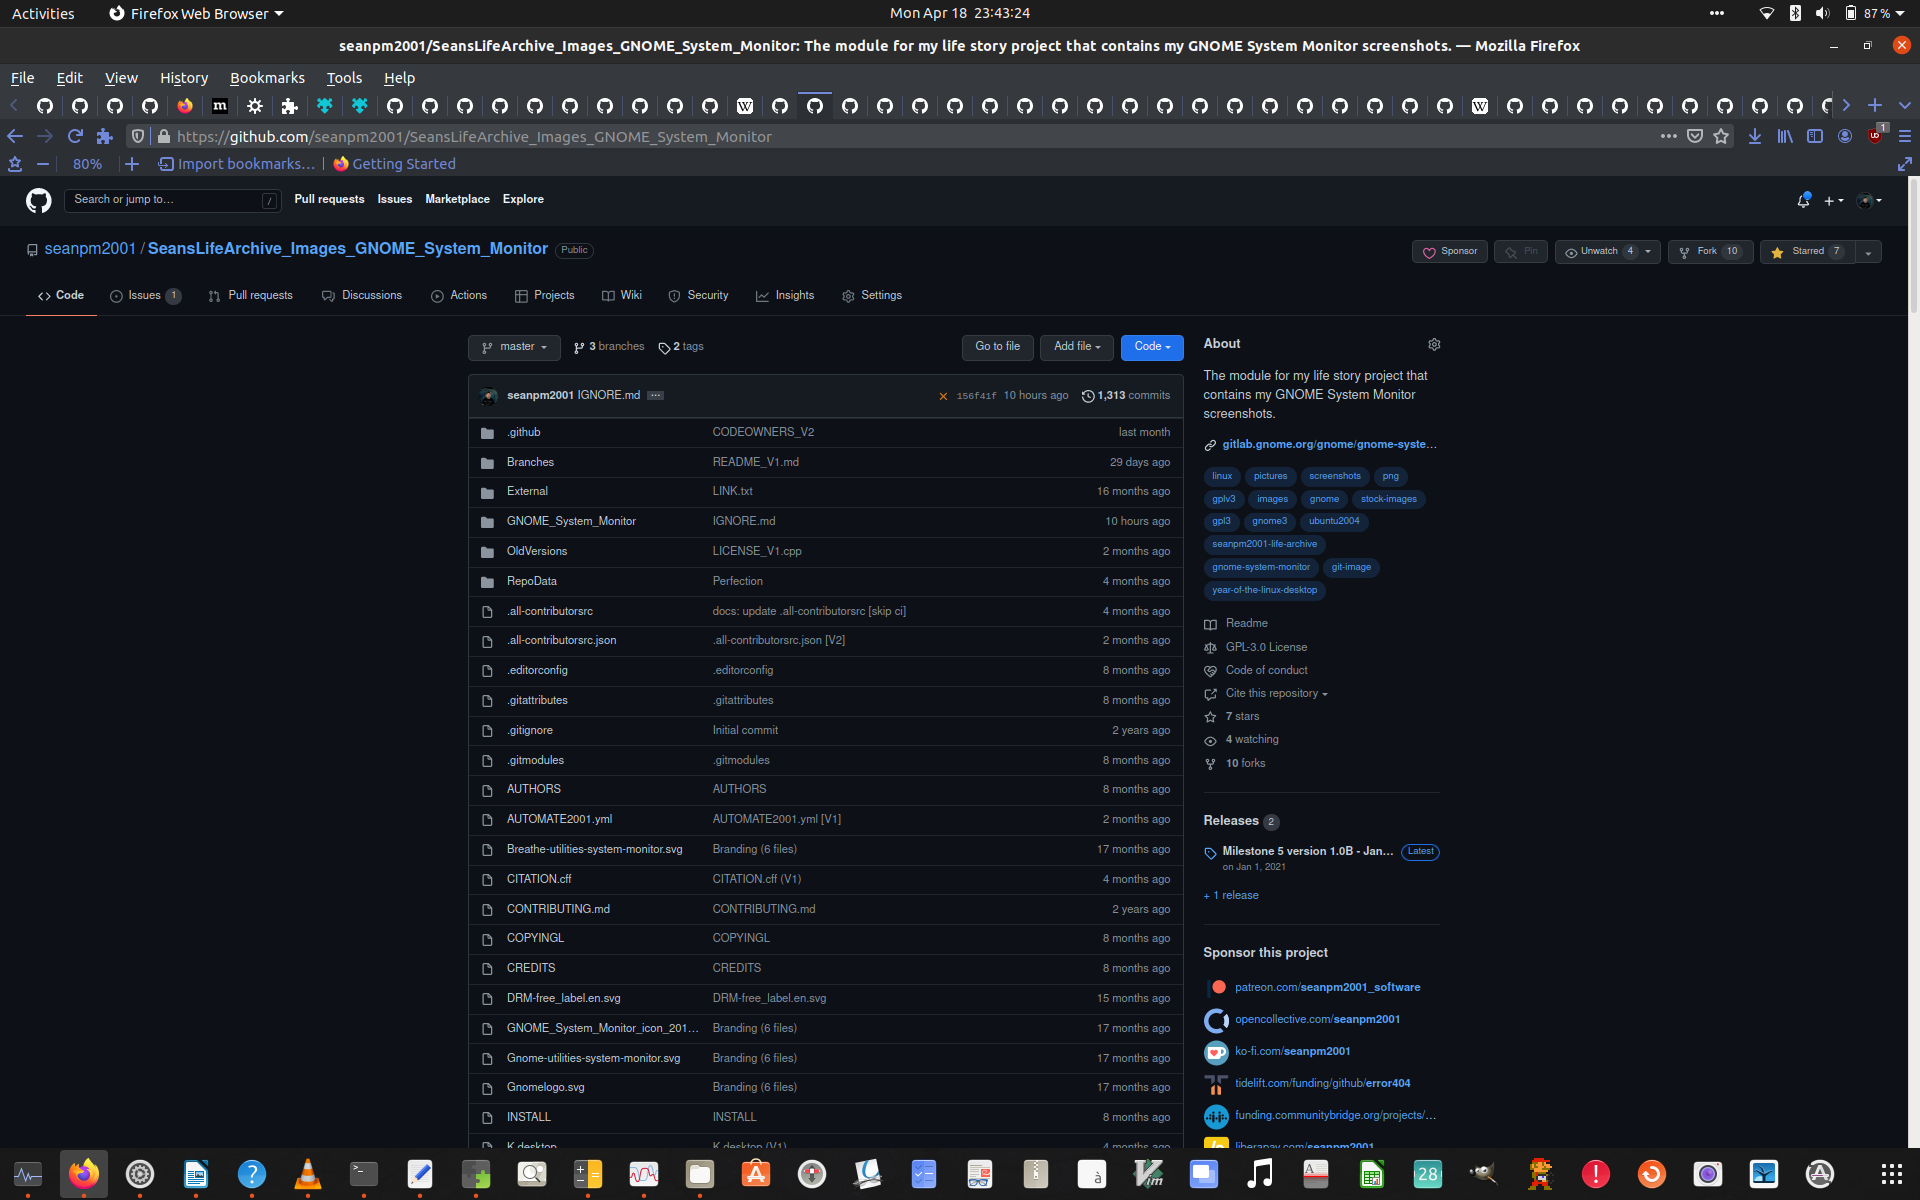 Activities Firefox Web Browser Mon Apr 18 23:43:24 87 %
seanpm2001/SeansLifeArchive_Images_GNOME_System_Monitor: The module for my life story project that contains my GNOME System Monitor screenshots. — Mozilla Firefox
File Edit View History Bookmarks Tools Help
https://github.com/seanpm2001/SeansLifeArchive_Images_GNOME_System_Monitor 1
80% Import bookmarks... Getting Started
Search or jump to... / Pull requests Issues Marketplace Explore
seanpm2001 / SeansLifeArchive_Images_GNOME_System_Monitor Public Sponsor Pin Unwatch 4 Fork 10 Starred 7
Code Issues 1 Pull requests Discussions Actions Projects Wiki Security Insights Settings
master 3 branches 2 tags Go to file Add file Code
seanpm2001 IGNORE.md ... 156f41f 10 hours ago 1,313 commits
.github CODEOWNERS_V2 last month
Branches README_V1.md 29 days ago
External LINK.txt 16 months ago
GNOME_System_Monitor IGNORE.md 10 hours ago
OldVersions LICENSE_V1.cpp 2 months ago
RepoData Perfection 4 months ago
.all-contributorsrc docs: update .all-contributorsrc [skip ci] 4 months ago
.all-contributorsrc.json .all-contributorsrc.json [V2] 2 months ago
.editorconfig .editorconfig 8 months ago
.gitattributes .gitattributes 8 months ago
.gitignore Initial commit 2 years ago
.gitmodules .gitmodules 8 months ago
AUTHORS AUTHORS 8 months ago
AUTOMATE2001.yml AUTOMATE2001.yml [V1] 2 months ago
Breathe-utilities-system-monitor.svg Branding (6 files) 17 months ago
CITATION.cff CITATION.cff (V1) 4 months ago
CONTRIBUTING.md CONTRIBUTING.md 2 years ago
COPYINGL COPYINGL 8 months ago
CREDITS CREDITS 8 months ago
DRM-free_label.en.svg DRM-free_label.en.svg 15 months ago
GNOME_System_Monitor_icon_201... Branding (6 files) 17 months ago
Gnome-utilities-system-monitor.svg Branding (6 files) 17 months ago
Gnomelogo.svg Branding (6 files) 17 months ago
INSTALL INSTALL 8 months ago
K.desktop K.desktop (V1) 4 months ago
About
The module for my life story project that
contains my GNOME System Monitor
screenshots.
gitlab.gnome.org/gnome/gnome-syste...
linux pictures screenshots png
gplv3 images gnome stock-images
gpl3 gnome3 ubuntu2004
seanpm2001-life-archive
gnome-system-monitor git-image
year-of-the-linux-desktop
Readme
GPL-3.0 License
Code of conduct
Cite this repository
7 stars
4 watching
10 forks
Releases 2
Milestone 5 version 1.0B - Jan... Latest
on Jan 1, 2021
+ 1 release
Sponsor this project
patreon.com/seanpm2001_software
opencollective.com/seanpm2001
ko-fi.com/seanpm2001
tidelift.com/funding/github/error404
funding.communitybridge.org/projects/...
liberapay.com/seanpm2001
28